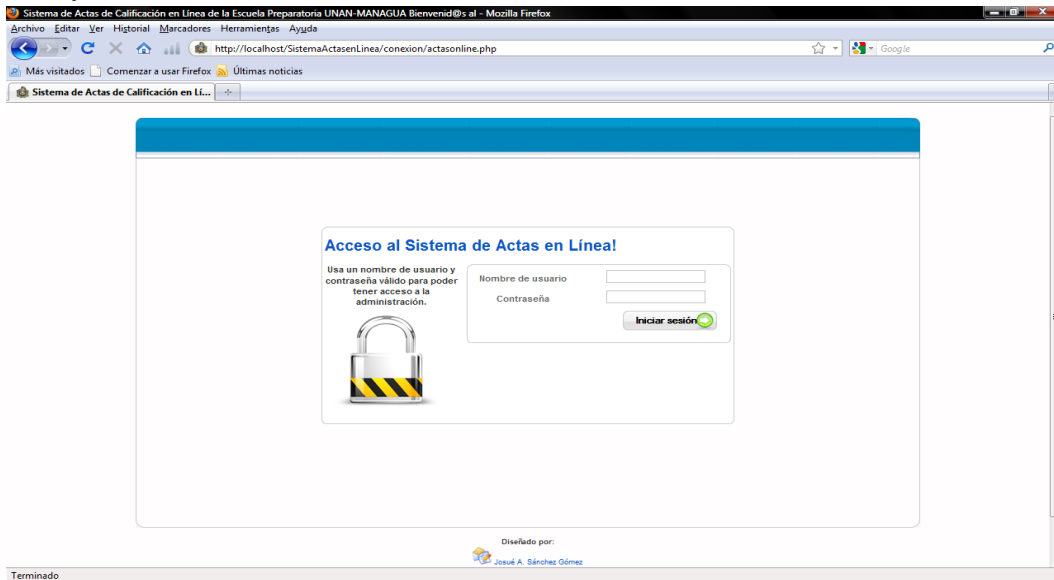 Sistema de Actas de Calificación en Línea de la Escuela Preparatoria UNAN-MANAGUA Bienvenid@s al - Mozilla Firefox
Archivo Editar Ver Historial Marcadores Herramientas Ayuda
http://localhost/SistemaActasenLinea/conexion/actasonline.php
Google
Más visitados Comenzar a usar Firefox Últimas noticias
Sistema de Actas de Calificación en Lí...
Acceso al Sistema de Actas en Línea!
Usa un nombre de usuario y
contraseña válido para poder
tener acceso a la
administración.
Nombre de usuario
Contraseña
Iniciar sesión
Diseñado por:
Josué A. Sánchez Gómez
Terminado